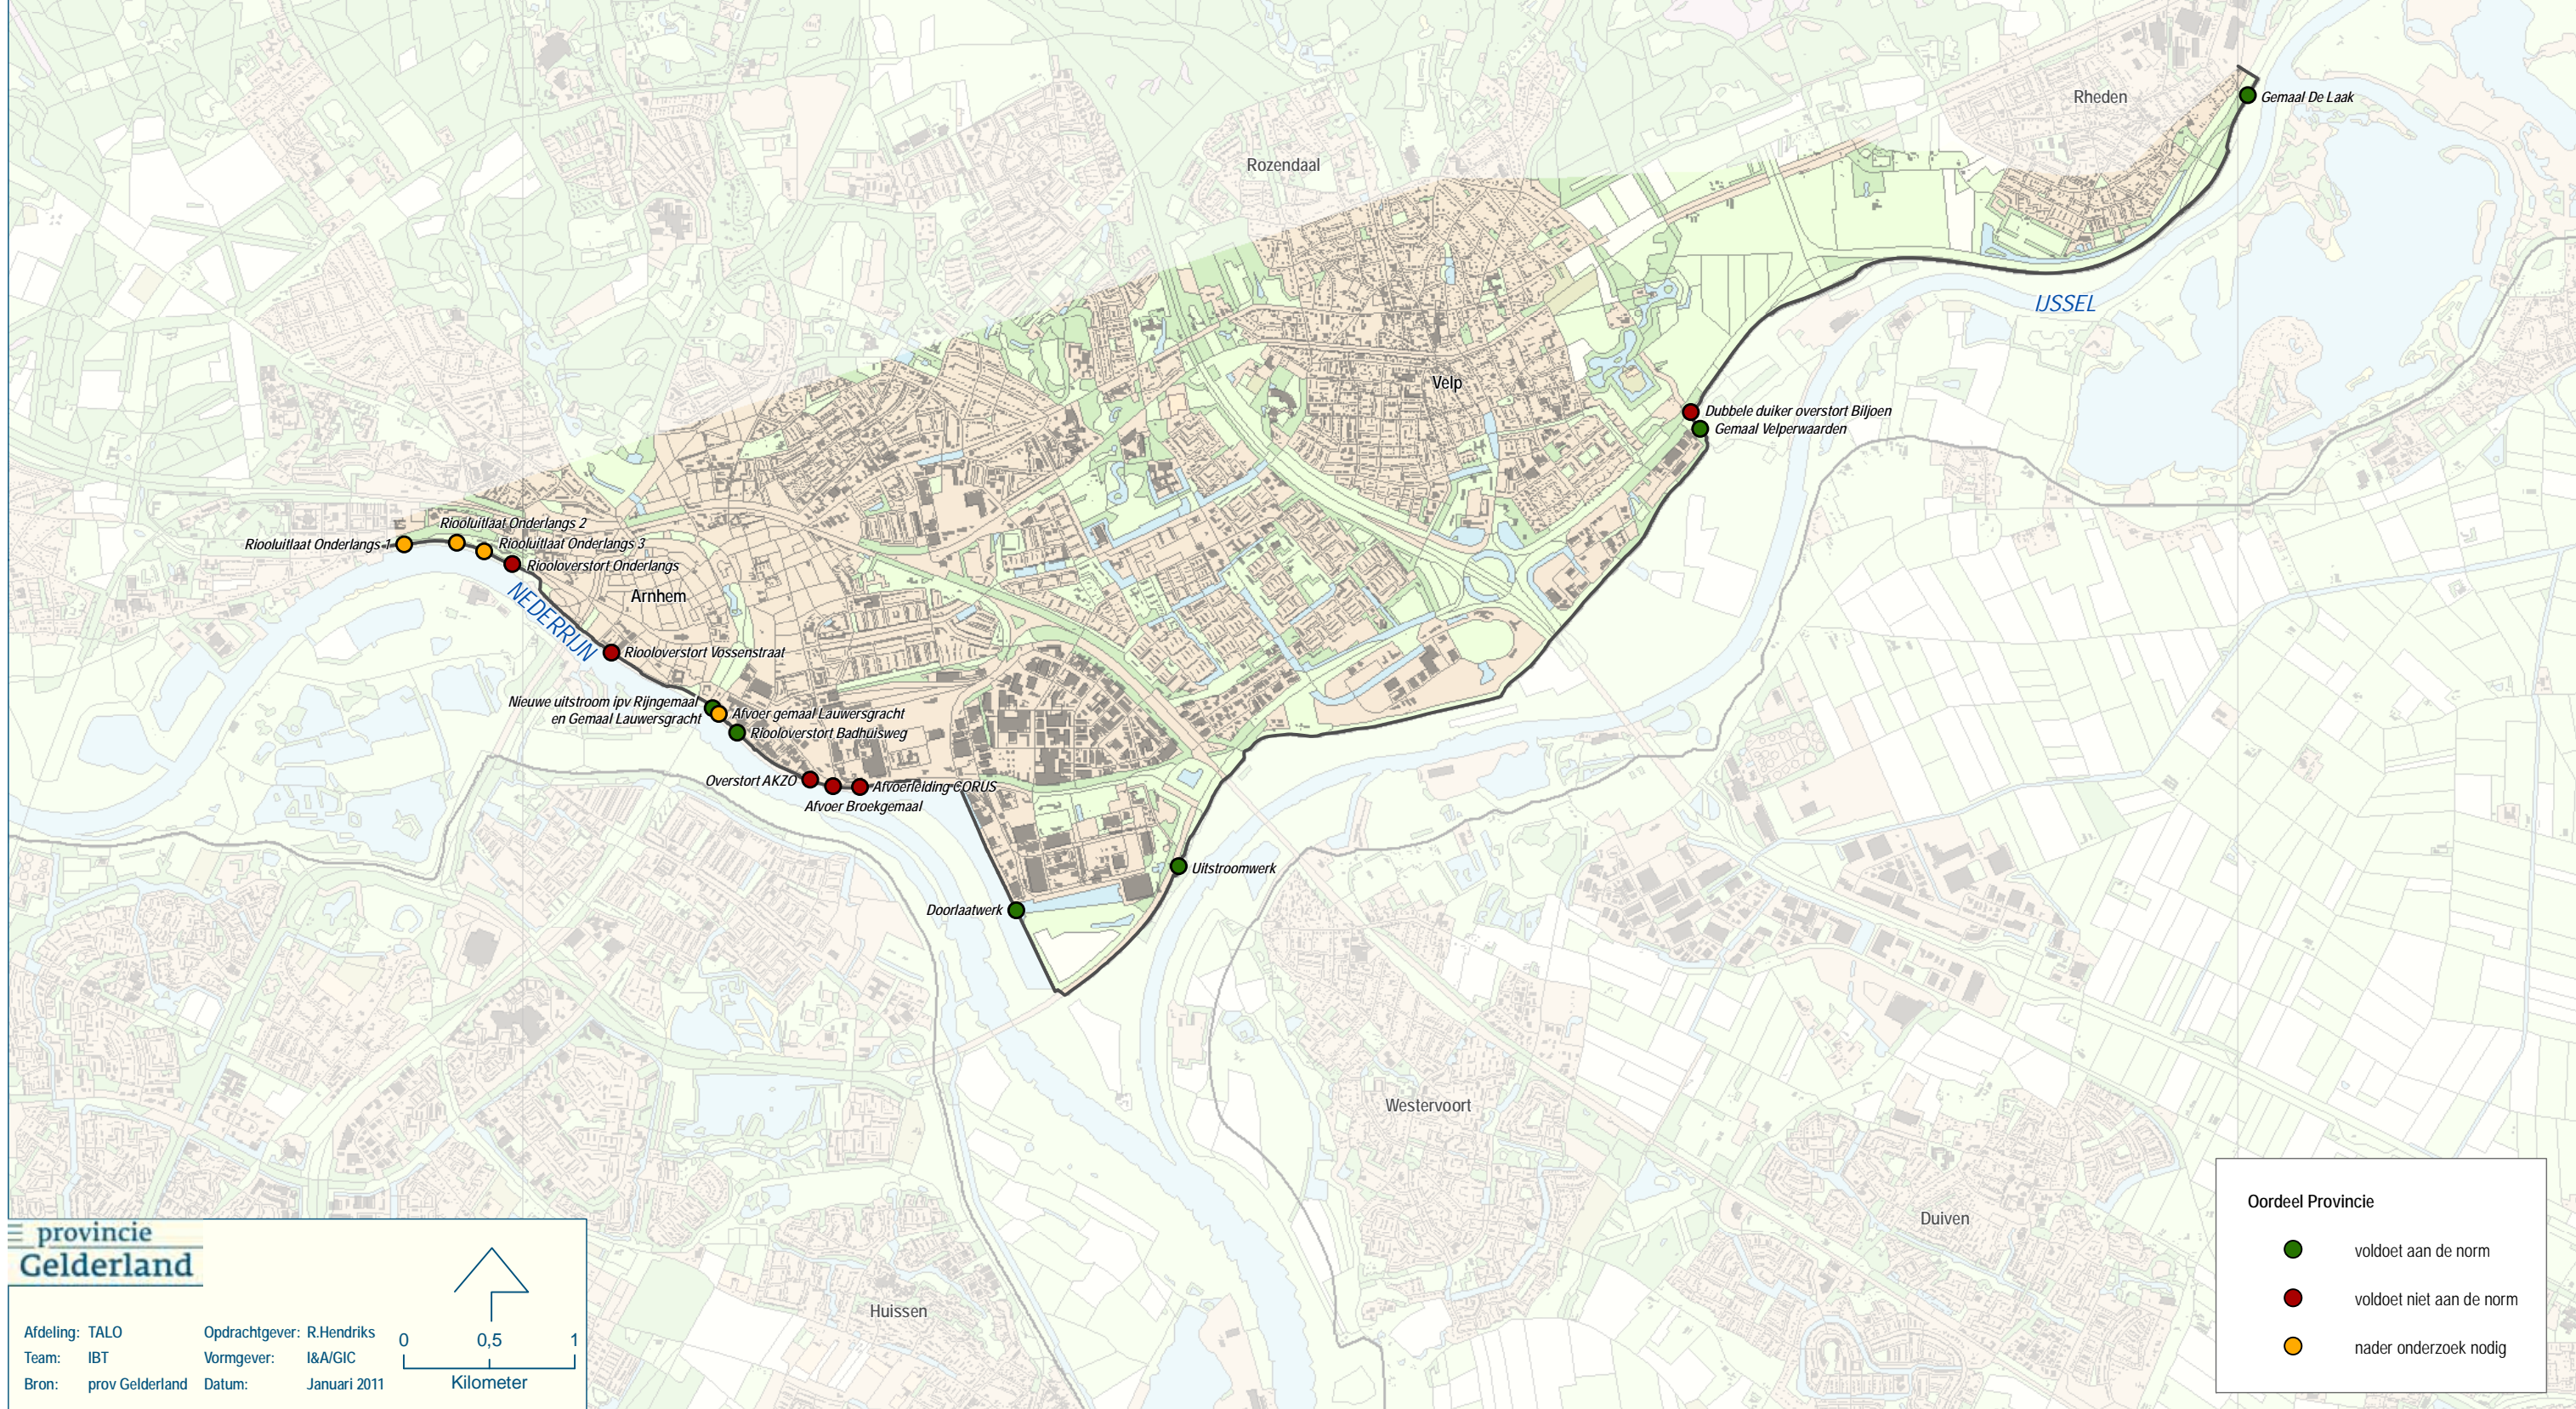 Rheden
Gemaal De Laak
Rozendaal
IJSSEL
Velp
Dubbele duiker overstort Biljoen
Gemaal Velperwaarden
Riooluitlaat Onderlangs 2
Riooluitlaat Onderlangs 1
Riooluitlaat Onderlangs 3
Riooloverstort Onderlangs
Arnhem
NEDERRIJN
Riooloverstort Vossenstraat
Nieuwe uitstroom ipv Rijngemaal
en Gemaal Lauwersgracht
Afvoer gemaal Lauwersgracht
Riooloverstort Badhuisweg
Overstort AKZO
Afvoerleiding CORUS
Afvoer Broekgemaal
Uitstroomwerk
Doorlaatwerk
Westervoort
Duiven
Huissen
Oordeel Provincie
voldoet aan de norm
voldoet niet aan de norm
nader onderzoek nodig
provincie
Gelderland
Afdeling: TALO Opdrachtgever: R.Hendriks
Team: IBT Vormgever: I&A/GIC
Bron: prov Gelderland Datum: Januari 2011
0 0,5 1
Kilometer